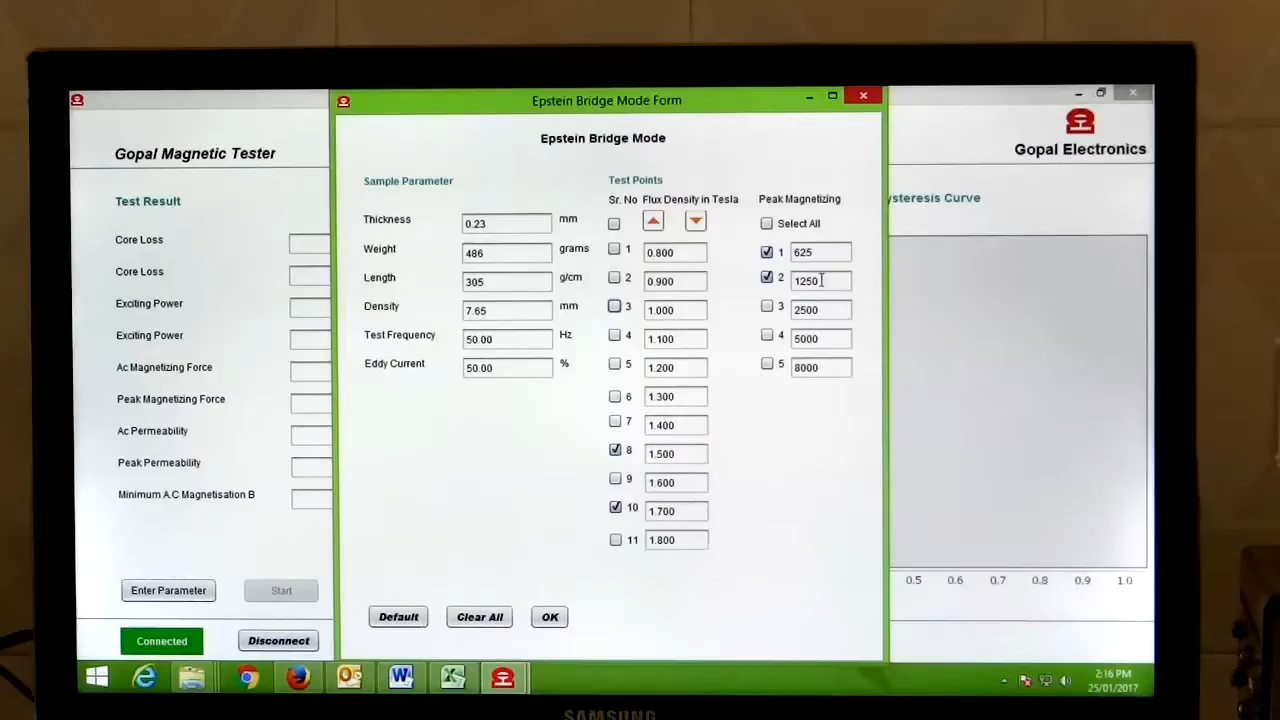 Epstein Bridge Mode Form
Gopal Magnetic Tester
Gopal Electronics
Test Result
ysteresis Curve
Core Loss
Core Loss
Exciting Power
Exciting Power
Ac Magnetizing Force
Peak Magnetizing Force
Ac Permeability
Peak Permeability
Minimum A.C Magnetisation B
Enter Parameter Start
Connected Disconnect
Epstein Bridge Mode
Sample Parameter
Thickness 0.23 mm
Weight 486 grams
Length 305 g/cm
Density 7.65 mm
Test Frequency 50.00 Hz
Eddy Current 50.00 %
Test Points
Sr. No Flux Density in Tesla
1 0.800
2 0.900
3 1.000
4 1.100
5 1.200
6 1.300
7 1.400
8 1.500
9 1.600
10 1.700
11 1.800
Peak Magnetizing
Select All
1 625
2 1250
3 2500
4 5000
5 8000
Default Clear All OK
0.5 0.6 0.7 0.8 0.9 1.0
2:16 PM
25/01/2017
SAMSUNG